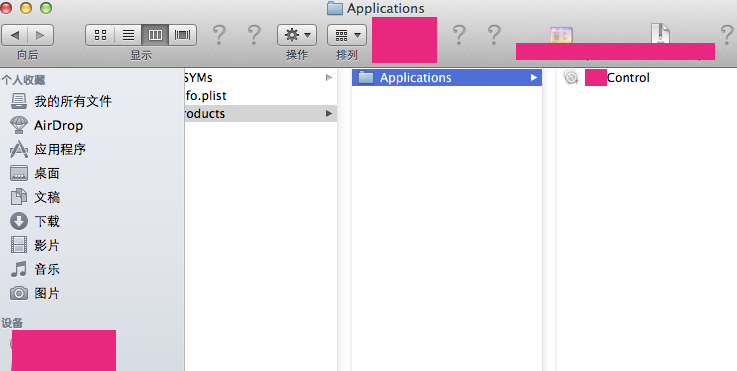 Applications
向后
显示
操作
排列
个人收藏
我的所有文件
AirDrop
应用程序
桌面
文稿
下载
影片
音乐
图片
设备
SYMs
fo.plist
roducts
Applications
Control